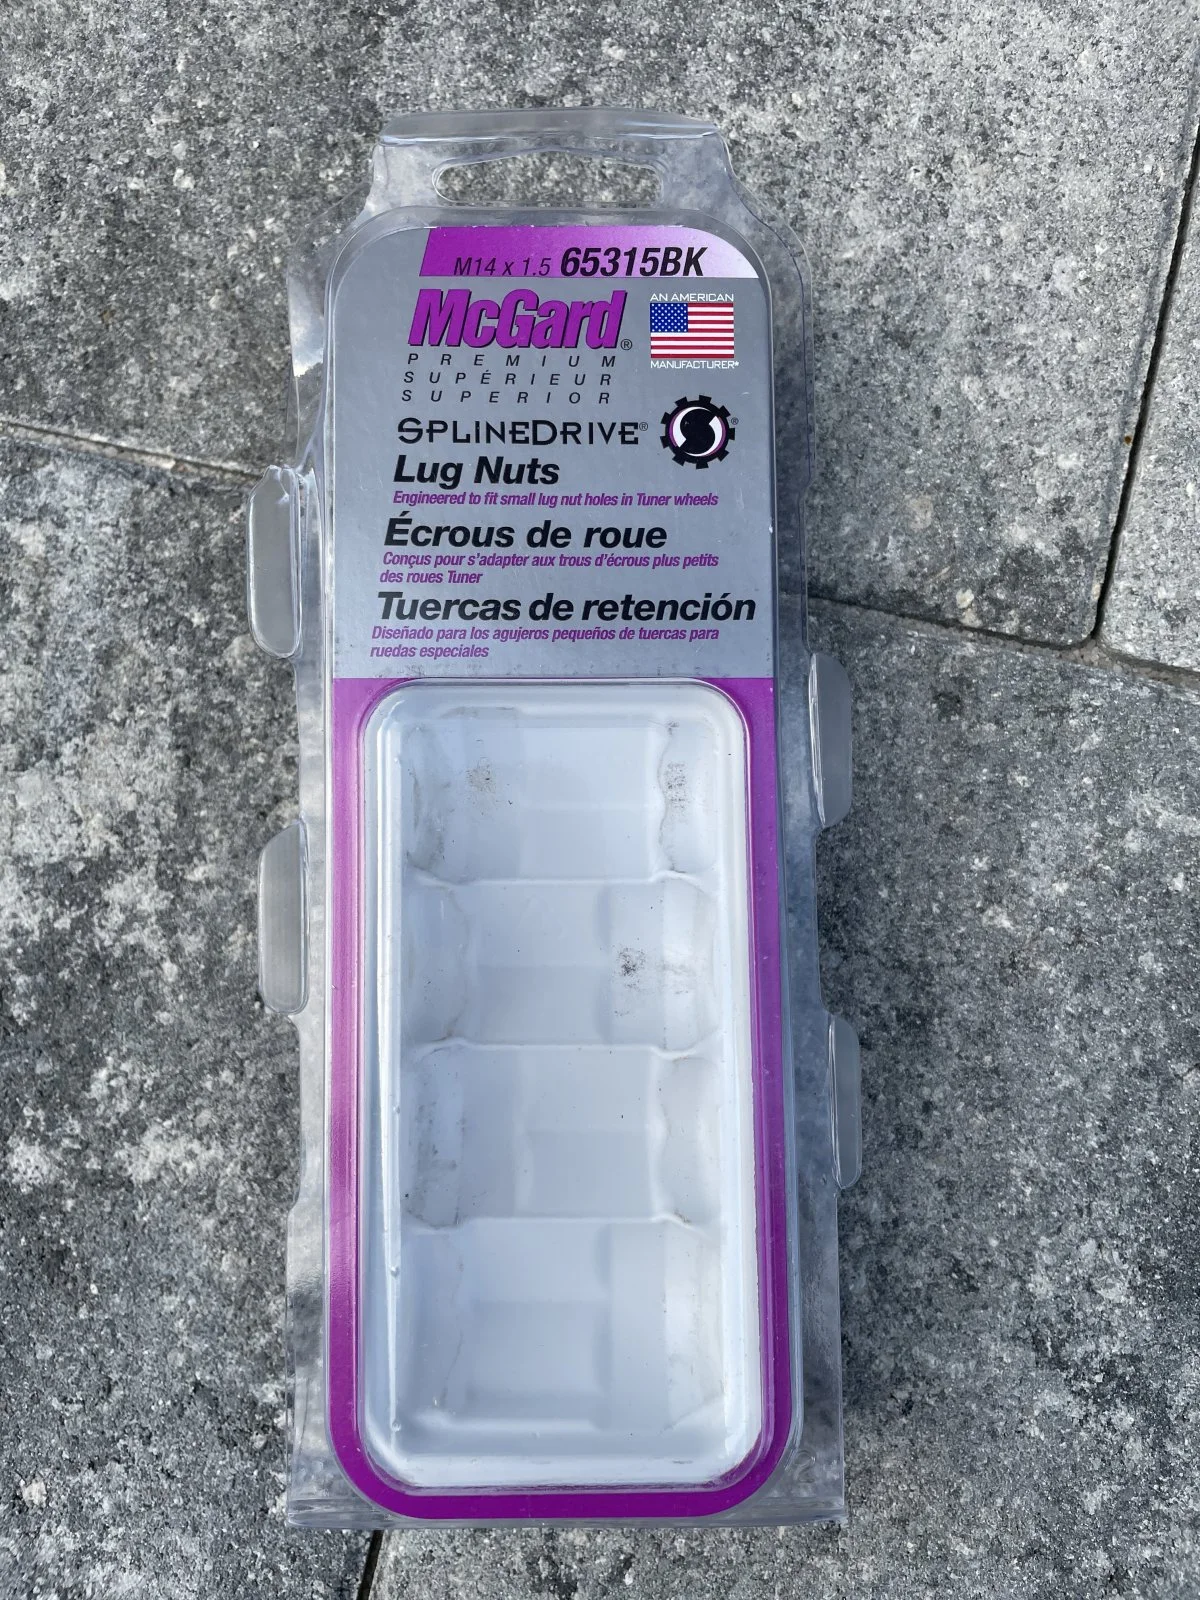 M14 x 1.5 65315BK
McGard®
AN AMERICAN
MANUFACTURER*
PREMIUM
SUPÉRIEUR
SUPERIOR
SPLINEDRIVE® S®
Lug Nuts
Engineered to fit small lug nut holes in Tuner wheels
Écrous de roue
Conçus pour s'adapter aux trous d'écrous plus petits
des roues Tuner
Tuercas de retención
Diseñado para los agujeros pequeños de tuercas para
ruedas especiales